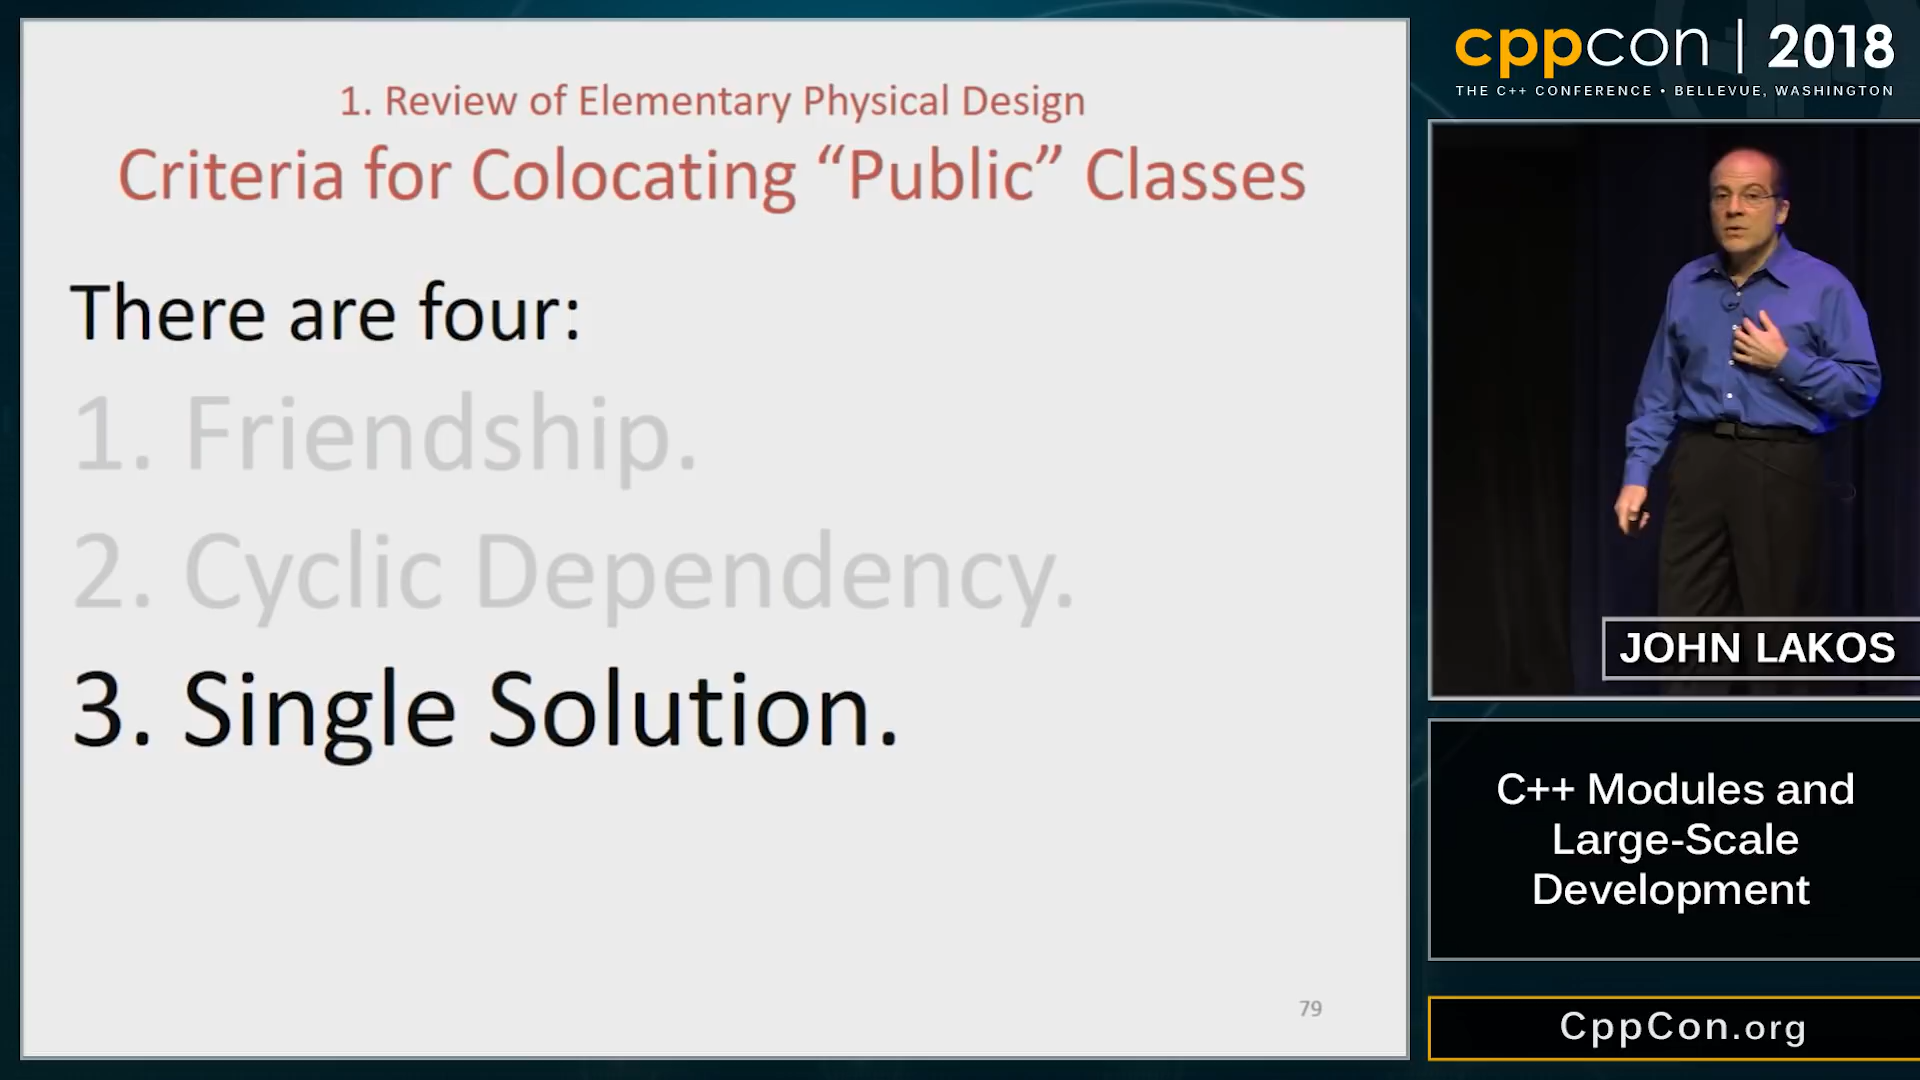 1. Review of Elementary Physical Design
Criteria for Colocating “Public” Classes
There are four:
1. Friendship.
2. Cyclic Dependency.
3. Single Solution.
79
cppcon | 2018
THE C++ CONFERENCE • BELLEVUE, WASHINGTON
JOHN LAKOS
C++ Modules and
Large-Scale
Development
CppCon.org